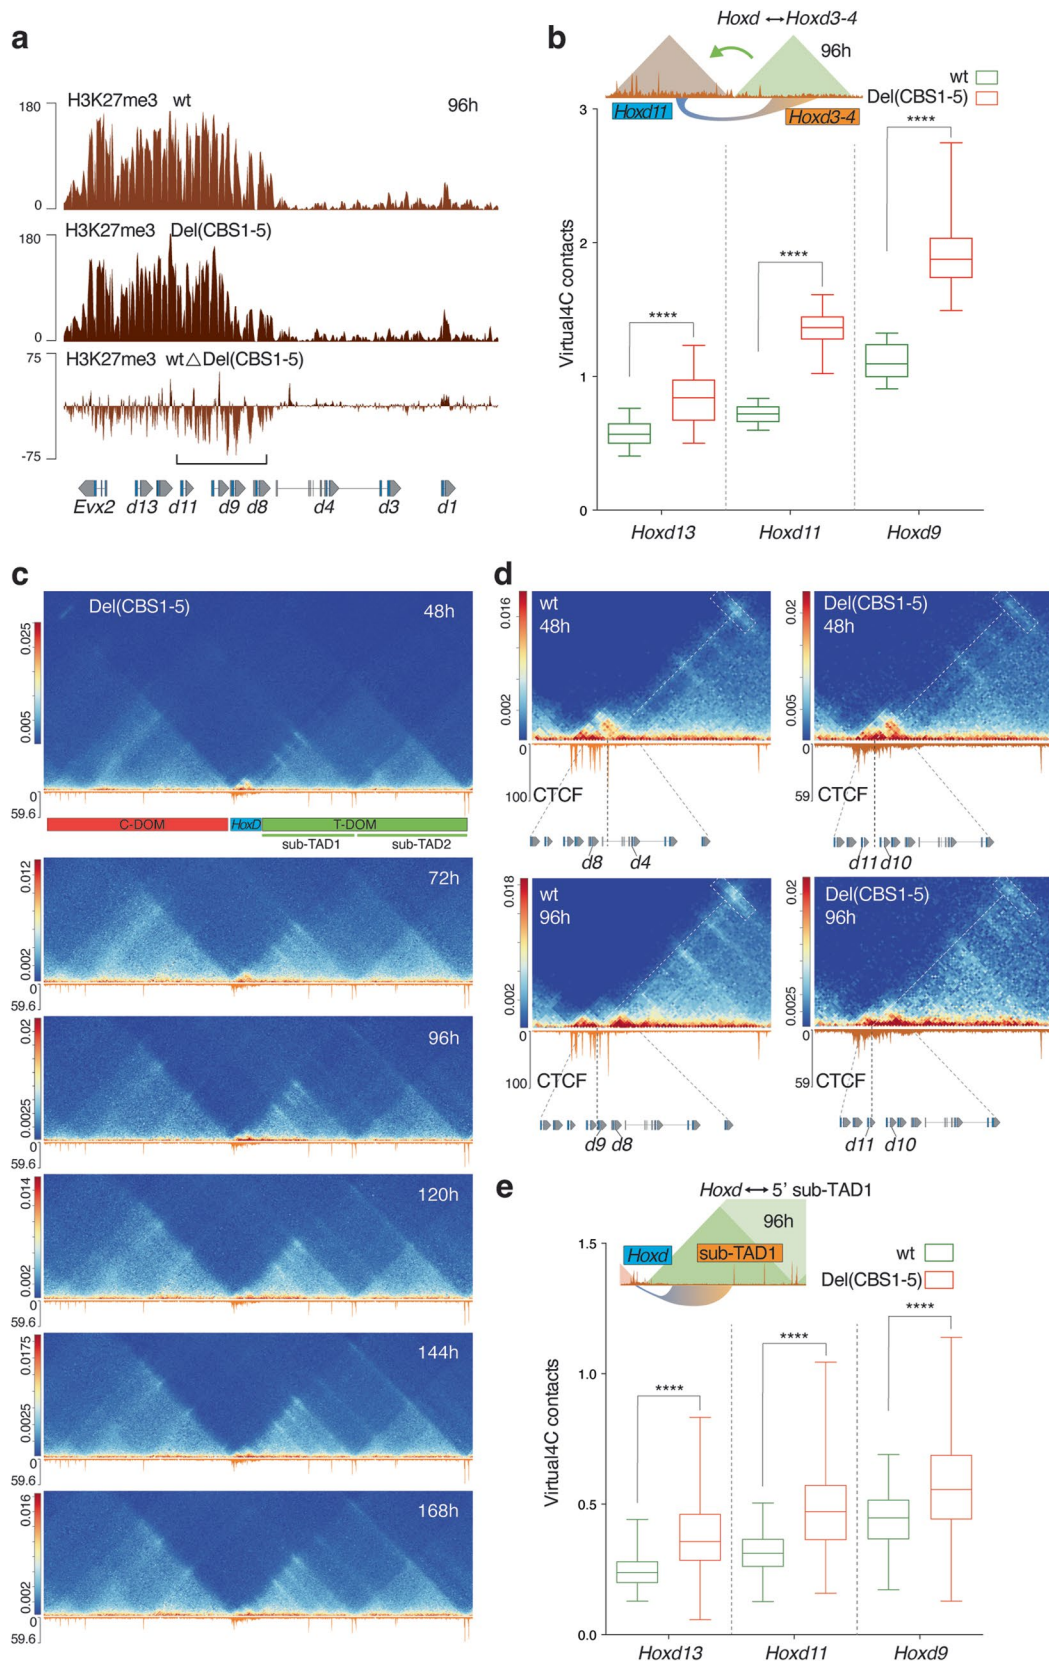 a
H3K27me3 wt
96h
180
0
H3K27me3 Del(CBS1-5)
180
0
H3K27me3 wt△Del(CBS1-5)
75
-75
Evx2 d13 d11 d9 d8 d4 d3 d1
b
Hoxd ↔ Hoxd3-4
96h
wt
Del(CBS1-5)
Hoxd11
Hoxd3-4
Virtual4C contacts
3
2
1
0
****
****
****
Hoxd13 Hoxd11 Hoxd9
c
Del(CBS1-5)
48h
0.025
0.005
0
59.6
C-DOM HoxD T-DOM
sub-TAD1 sub-TAD2
72h
0.012
0.002
0
59.6
96h
0.02
0.0025
0
59.6
120h
0.014
0.002
0
59.6
144h
0.0175
0.0025
0
59.6
168h
0.016
0.002
0
59.6
d
wt
48h
0.016
0.002
0
100
CTCF
d8 d4
Del(CBS1-5)
48h
0.02
0.005
0
59
CTCF
d11 d10
wt
96h
0.018
0.002
0
100
CTCF
d9 d8
Del(CBS1-5)
96h
0.02
0.0025
0
59
CTCF
d11 d10
e
Hoxd ↔ 5' sub-TAD1
96h
Hoxd
sub-TAD1
wt
Del(CBS1-5)
Virtual4C contacts
1.5
1.0
0.5
0.0
****
****
****
Hoxd13 Hoxd11 Hoxd9